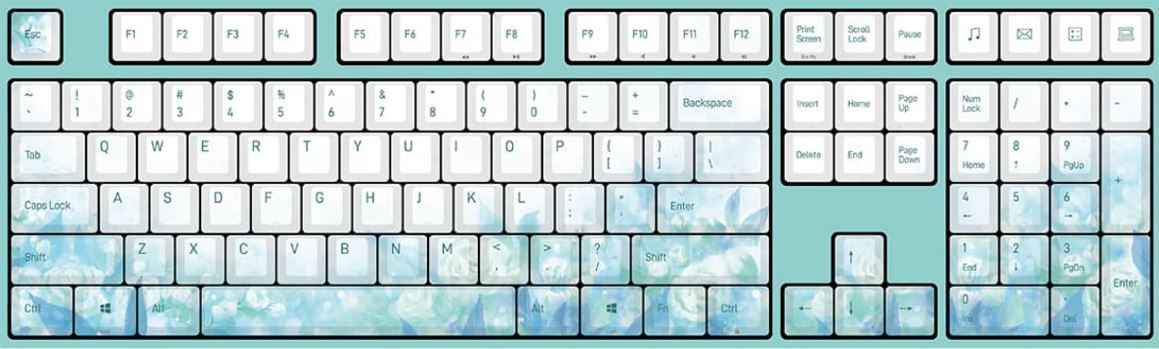 Esc F1 F2 F3 F4 F5 F6 F7 F8 F9 F10 F11 F12 Print Screen Scroll Lock Pause
~ ! @ # $ % ^ & * ( ) _ + Backspace Insert Home Page Up Num Lock / * -
` 1 2 3 4 5 6 7 8 9 0 - =
Tab Q W E R T Y U I O P { } | Delete End Page Down 7 8 9 +
[ ] \ Home ↑ PgUp
Caps Lock A S D F G H J K L : " Enter 4 5 6
; ' ← →
Shift Z X C V B N M < > ? Shift ↑ 1 2 3 Enter
, . / End ↓ PgDn
Ctrl Alt Alt Fn Ctrl ← ↓ → 0 .
Ins Del